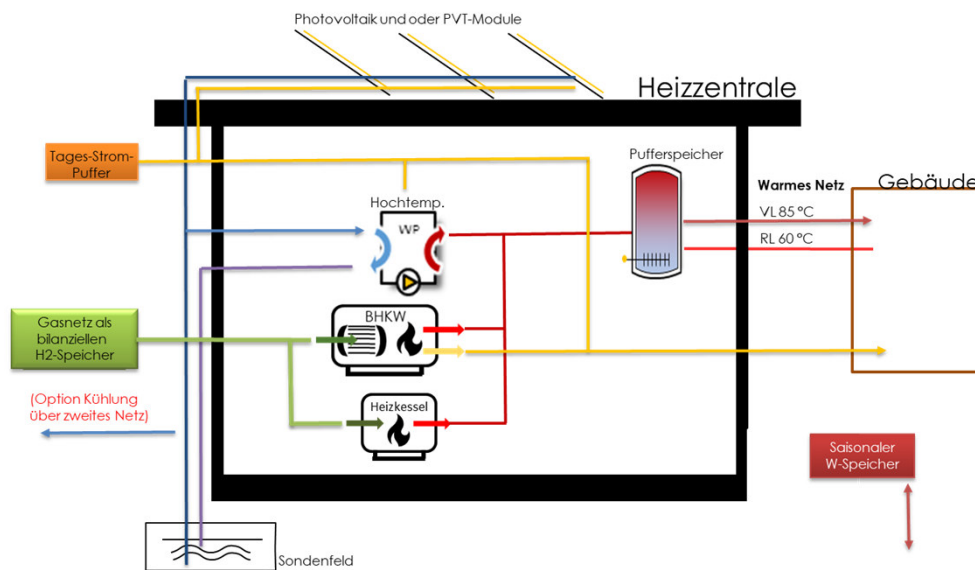 Photovoltaik und oder PVT-Module
Heizzentrale
Tages-Strom-
Puffer
Pufferspeicher
Hochtemp.
WP
Warmes Netz
Gebäude
VL 85 °C
RL 60 °C
Gasnetz als
bilanziellen
H2-Speicher
BHKW
(Option Kühlung
über zweites Netz)
Heizkessel
Saisonaler
W-Speicher
Sondenfeld